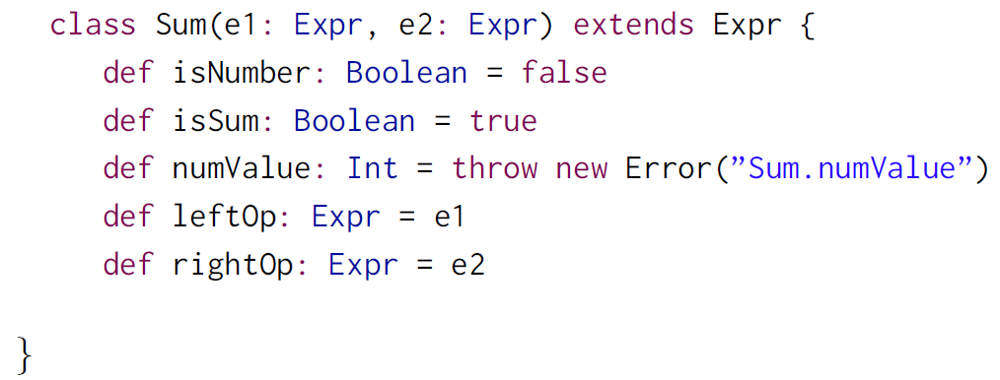 class Sum(e1: Expr, e2: Expr) extends Expr {
def isNumber: Boolean = false
def isSum: Boolean = true
def numValue: Int = throw new Error(”Sum.numValue”)
def leftOp: Expr = e1
def rightOp: Expr = e2
}